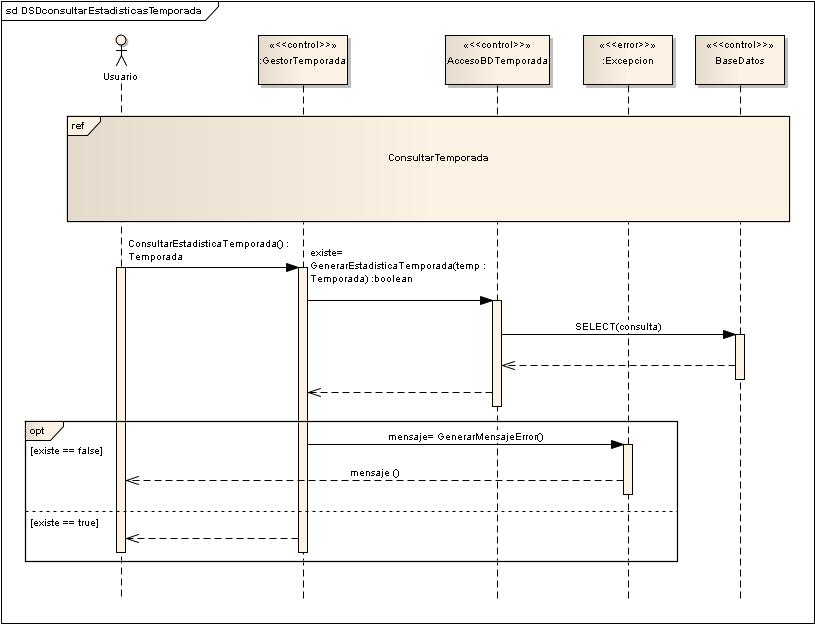 sd DSDconsultarEstadisticasTemporada
Usuario
«<<control>>»
:GestorTemporada
«<<control>>»
AccesoBDTemporada
«<<error>>»
:Excepcion
«<<control>>»
BaseDatos
ref
ConsultarTemporada
ConsultarEstadisticaTemporada() :
Temporada
existe=
GenerarEstadisticaTemporada(temp :
Temporada) :boolean
SELECT(consulta)
opt
[existe == false]
mensaje= GenerarMensajeError()
mensaje ()
[existe == true]